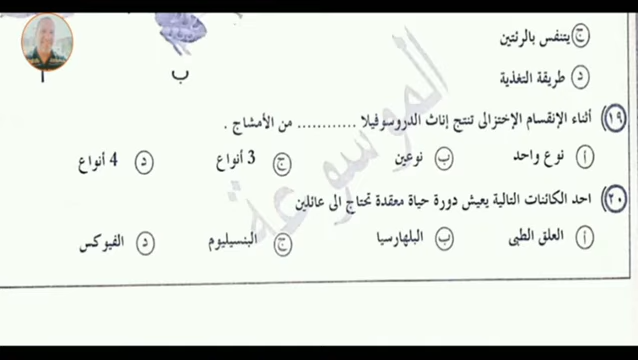 ج يتنفس بالرئتين
ب
أ
د طريقة التغذية
١٩) أثناء الإنقسام الإختزالى تنتج إناث الدروسوفيلا ............ من الأمشاج .
أ نوع واحد ب نوعين ج 3 أنواع د 4 أنواع
٢٠) احد الكائنات التالية يعيش دورة حياة معقدة تحتاج الى عائلين
أ العلق الطبى ب البلهارسيا ج البنسيليوم د الفيوكس
الموسوعة